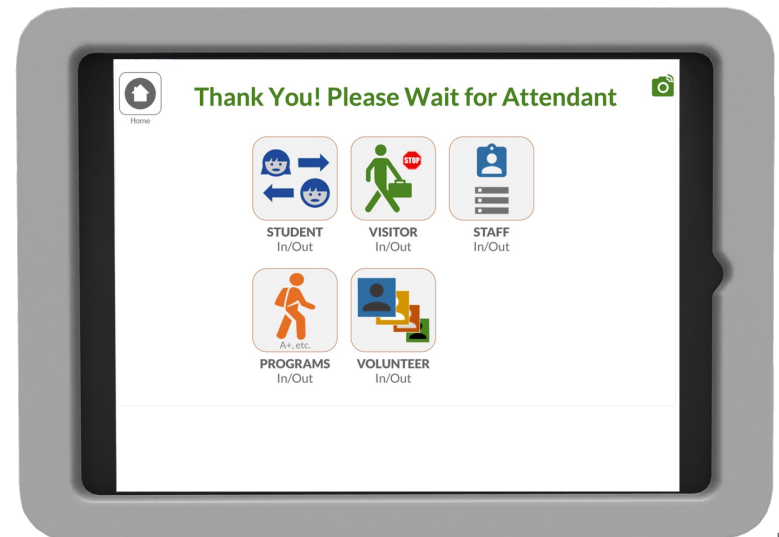 Thank You! Please Wait for Attendant
Home
STOP
STUDENT
In/Out
VISITOR
In/Out
STAFF
In/Out
A+, etc.
PROGRAMS
In/Out
VOLUNTEER
In/Out